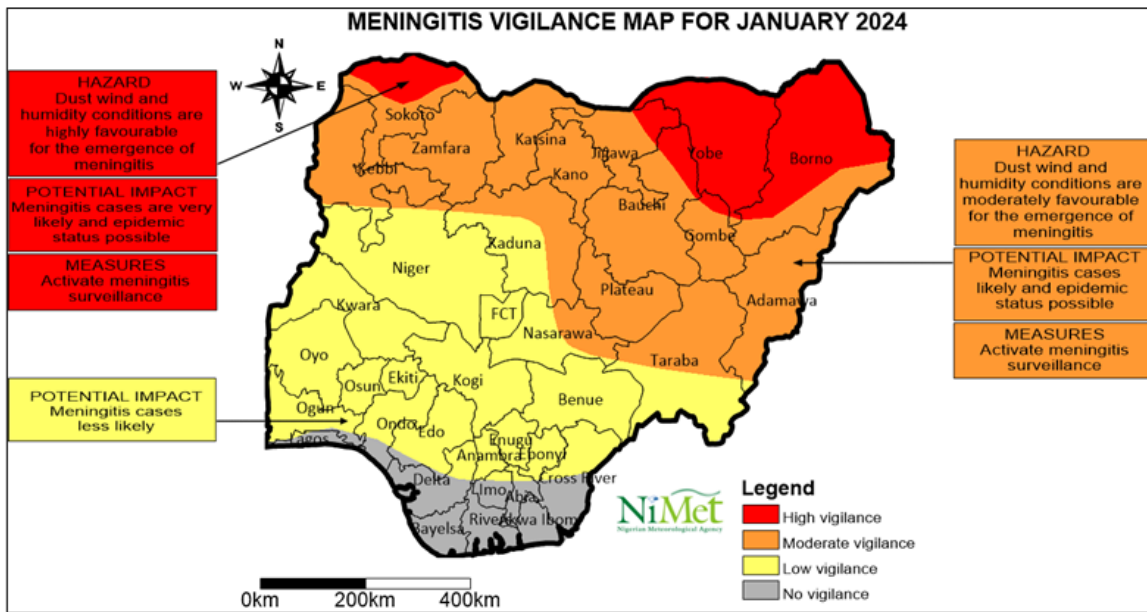 MENINGITIS VIGILANCE MAP FOR JANUARY 2024
N
W
E
S
HAZARD
Dust wind and
humidity conditions are
highly favourable
for the emergence of
meningitis
POTENTIAL IMPACT
Meningitis cases are very
likely and epidemic
status possible
MEASURES
Activate meningitis
surveillance
POTENTIAL IMPACT
Meningitis cases
less likely
Sokoto
Zamfara
Kebbi
Katsina
Kano
Jigawa
Yobe
Borno
Bauchi
Gombe
Kaduna
Niger
Plateau
Adamawa
Kwara
FCT
Nasarawa
Taraba
Oyo
Osun
Ekiti
Kogi
Benue
Ogun
Ondo
Edo
Enugu
Anambra
Ebonyi
Lagos
Delta
Imo
Abia
Cross River
Bayelsa
Rivers
Akwa Ibom
HAZARD
Dust wind and
humidity conditions are
moderately favourable
for the emergence of
meningitis
POTENTIAL IMPACT
Meningitis cases
likely and epidemic
status possible
MEASURES
Activate meningitis
surveillance
NiMet
Nigerian Meteorological Agency
Legend
High vigilance
Moderate vigilance
Low vigilance
No vigilance
0km 200km 400km